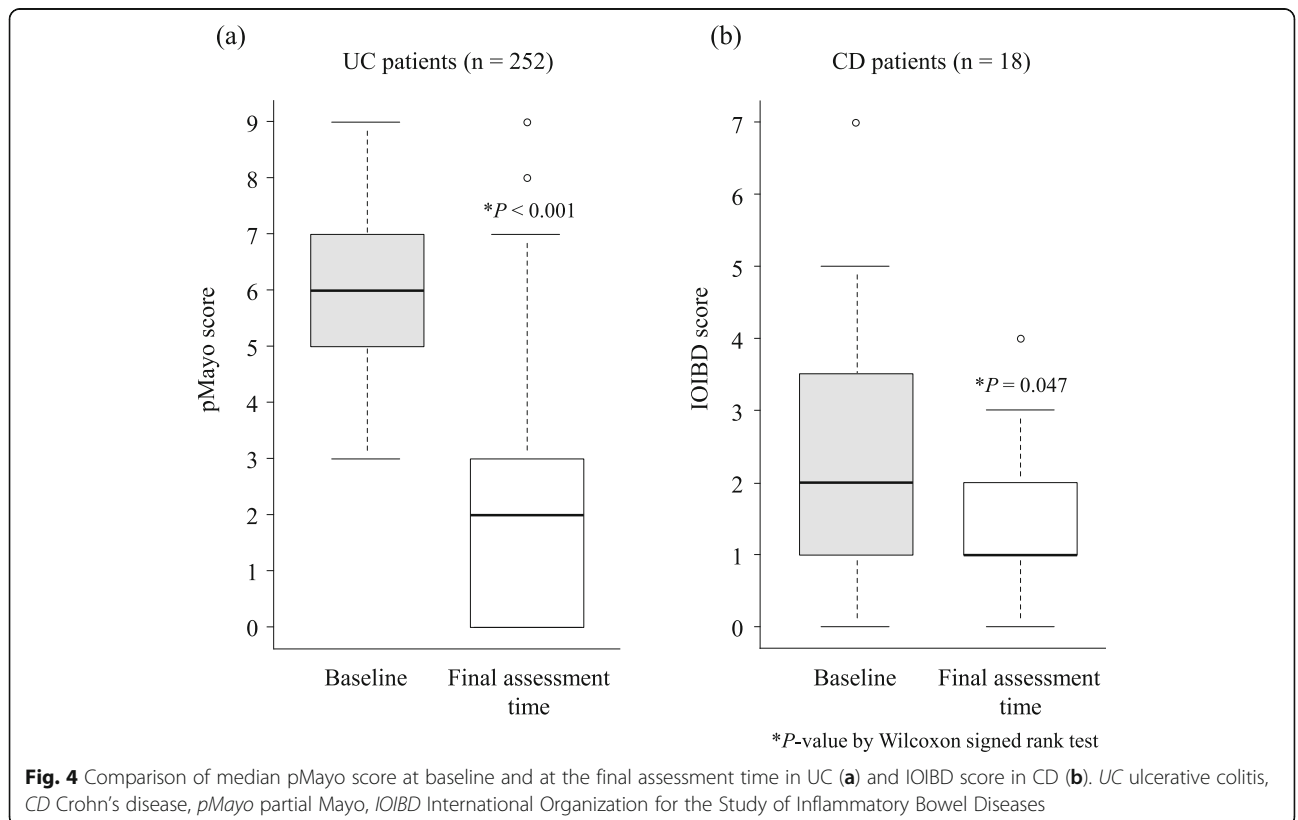 (a)
UC patients (n = 252)
pMayo score
9
8
7
6
5
4
3
2
1
0
*P < 0.001
Baseline
Final assessment
time
(b)
CD patients (n = 18)
IOIBD score
7
6
5
4
3
2
1
0
*P = 0.047
Baseline
Final assessment
time
*P-value by Wilcoxon signed rank test
Fig. 4 Comparison of median pMayo score at baseline and at the final assessment time in UC (a) and IOIBD score in CD (b). UC ulcerative colitis,
CD Crohn’s disease, pMayo partial Mayo, IOIBD International Organization for the Study of Inflammatory Bowel Diseases